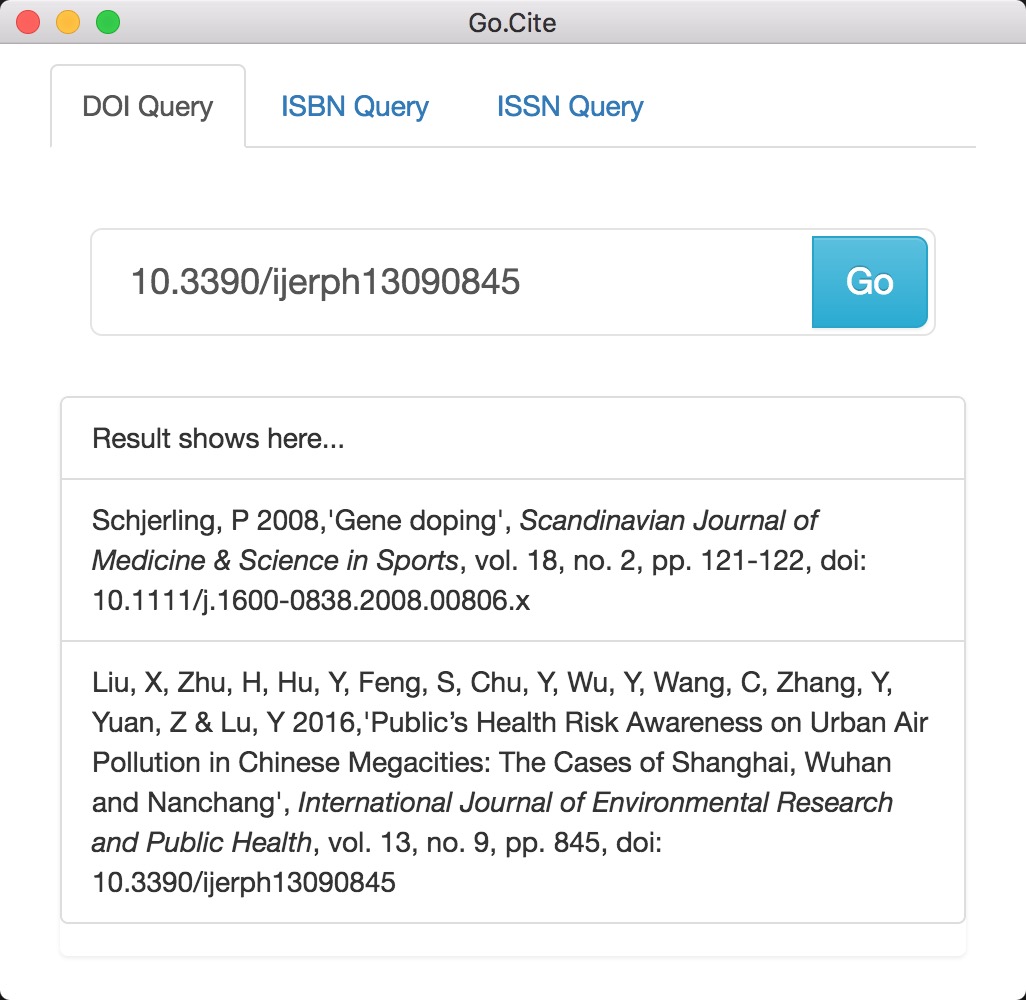 Go.Cite
DOI Query
ISBN Query
ISSN Query
10.3390/ijerph13090845
Go
Result shows here...
Schjerling, P 2008,'Gene doping', Scandinavian Journal of
Medicine & Science in Sports, vol. 18, no. 2, pp. 121-122, doi:
10.1111/j.1600-0838.2008.00806.x
Liu, X, Zhu, H, Hu, Y, Feng, S, Chu, Y, Wu, Y, Wang, C, Zhang, Y,
Yuan, Z & Lu, Y 2016,'Public’s Health Risk Awareness on Urban Air
Pollution in Chinese Megacities: The Cases of Shanghai, Wuhan
and Nanchang', International Journal of Environmental Research
and Public Health, vol. 13, no. 9, pp. 845, doi:
10.3390/ijerph13090845